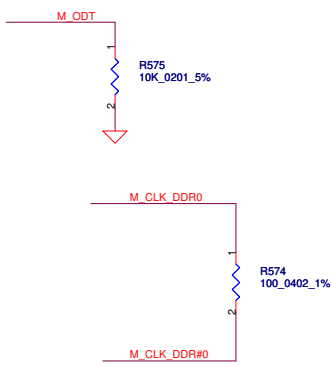 M_ODT
1
R575
10K_0201_5%
2
M_CLK_DDR0
1
R574
100_0402_1%
2
M_CLK_DDR#0